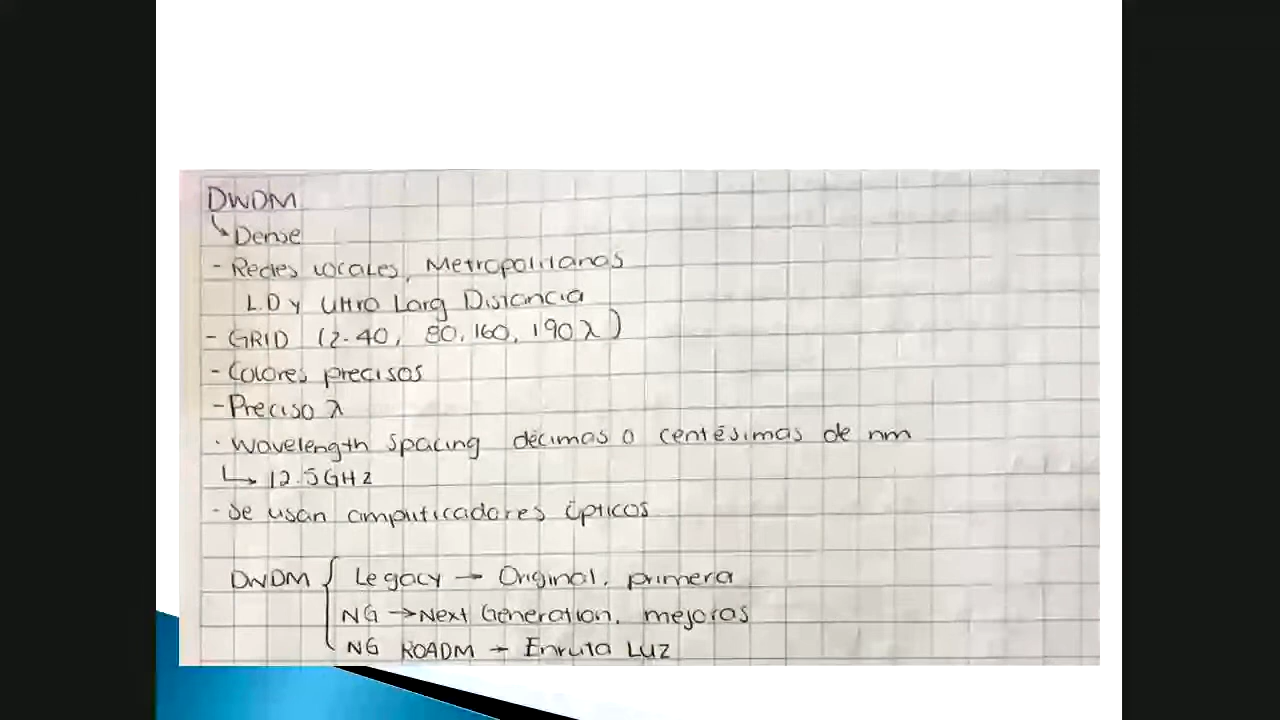 DWDM
↳ Dense
- Redes locales, Metropolitanas
L.D y Ultra Larg Distancia
- GRID (2-40, 80, 160, 190 λ)
- Colores precisos
- Preciso λ
· Wavelength spacing décimas o centésimas de nm
↳ 12.5GHz
- Se usan amplificadores ópticos
DWDM { Legacy → Original, primera
NG → Next Generation, mejoras
NG ROADM → Enruta Luz